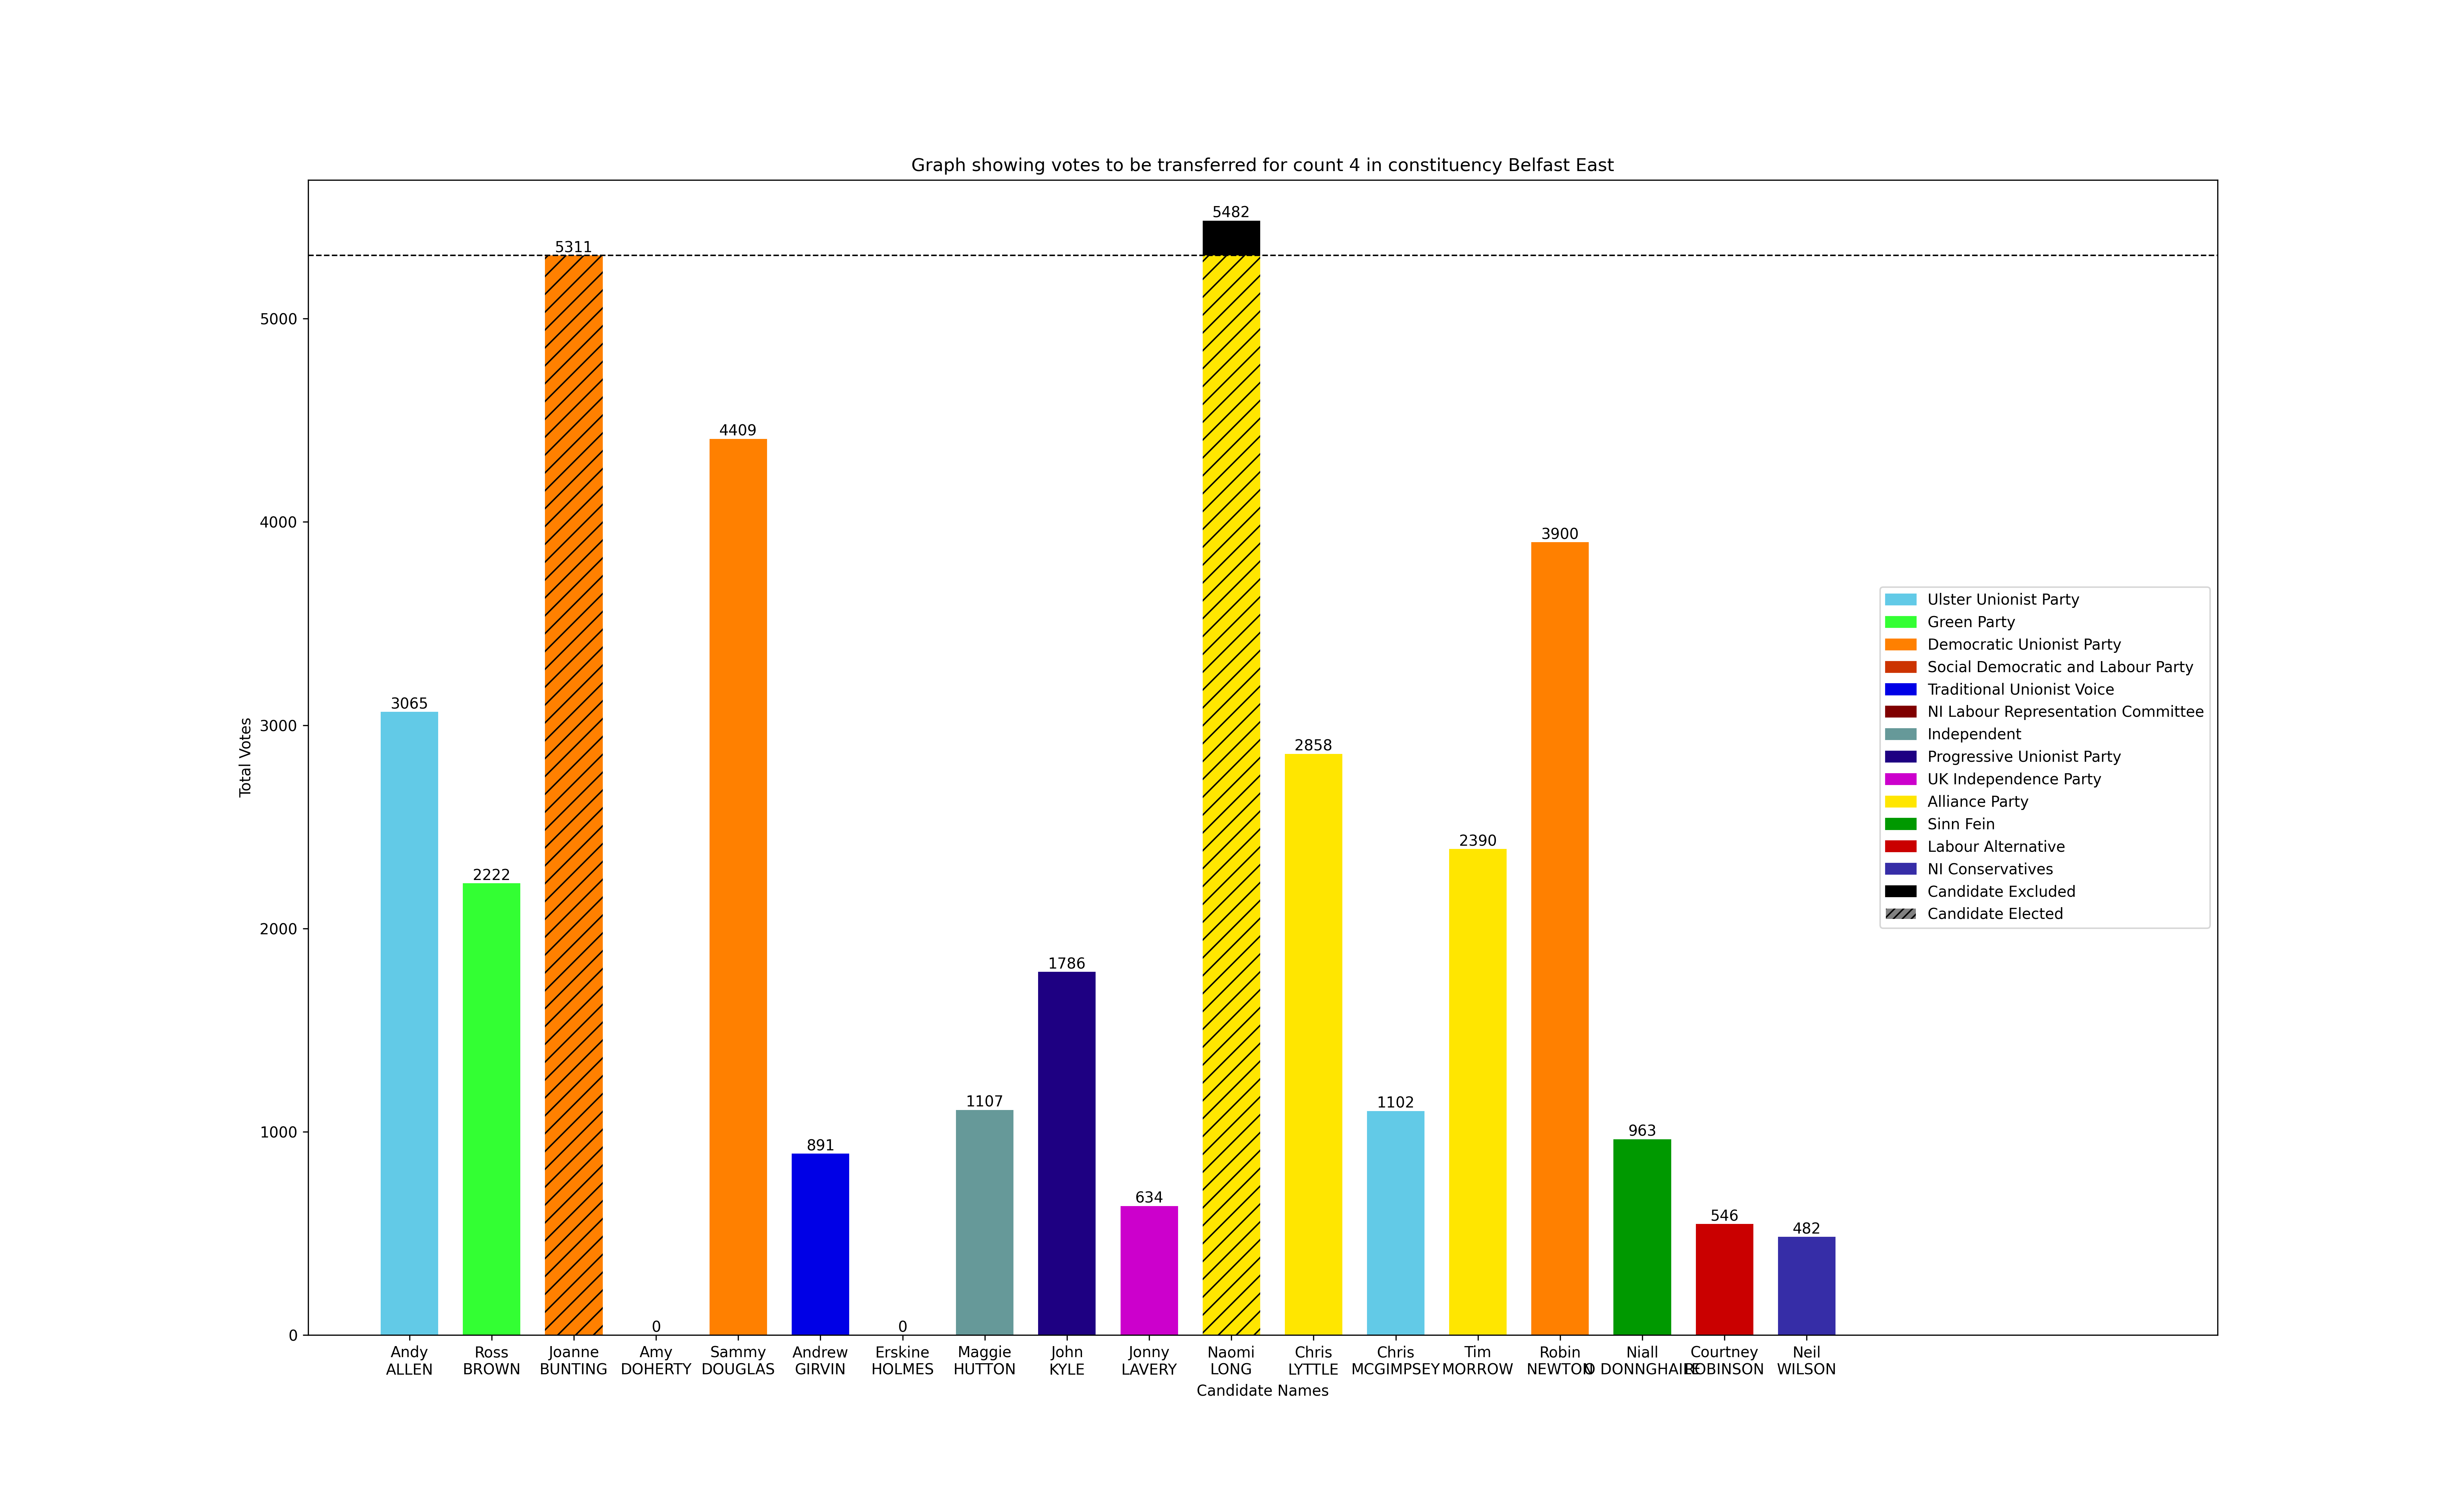 Graph showing votes to be transferred for count 4 in constituency Belfast East
5482
5311
5000
4409
4000
3900
3065
3000
2858
2390
2222
2000
1786
1107
1102
1000
963
891
634
546
482
0
0
0
Total Votes
Ulster Unionist Party
Green Party
Democratic Unionist Party
Social Democratic and Labour Party
Traditional Unionist Voice
NI Labour Representation Committee
Independent
Progressive Unionist Party
UK Independence Party
Alliance Party
Sinn Fein
Labour Alternative
NI Conservatives
Candidate Excluded
Candidate Elected
Andy
ALLEN
Ross
BROWN
Joanne
BUNTING
Amy
DOHERTY
Sammy
DOUGLAS
Andrew
GIRVIN
Erskine
HOLMES
Maggie
HUTTON
John
KYLE
Jonny
LAVERY
Naomi
LONG
Chris
LYTTLE
Chris
MCGIMPSEY
Tim
MORROW
Robin
NEWTON
Niall
O DONNGHAILE
Courtney
ROBINSON
Neil
WILSON
Candidate Names